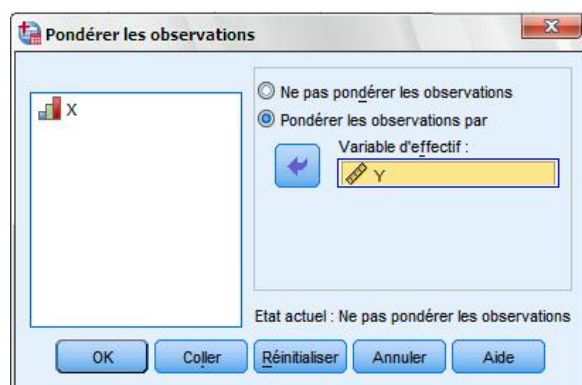 Pondérer les observations
X
Ne pas pondérer les observations
Pondérer les observations par
Variable d'effectif :
Y
Etat actuel : Ne pas pondérer les observations
OK
Coller
Réinitialiser
Annuler
Aide